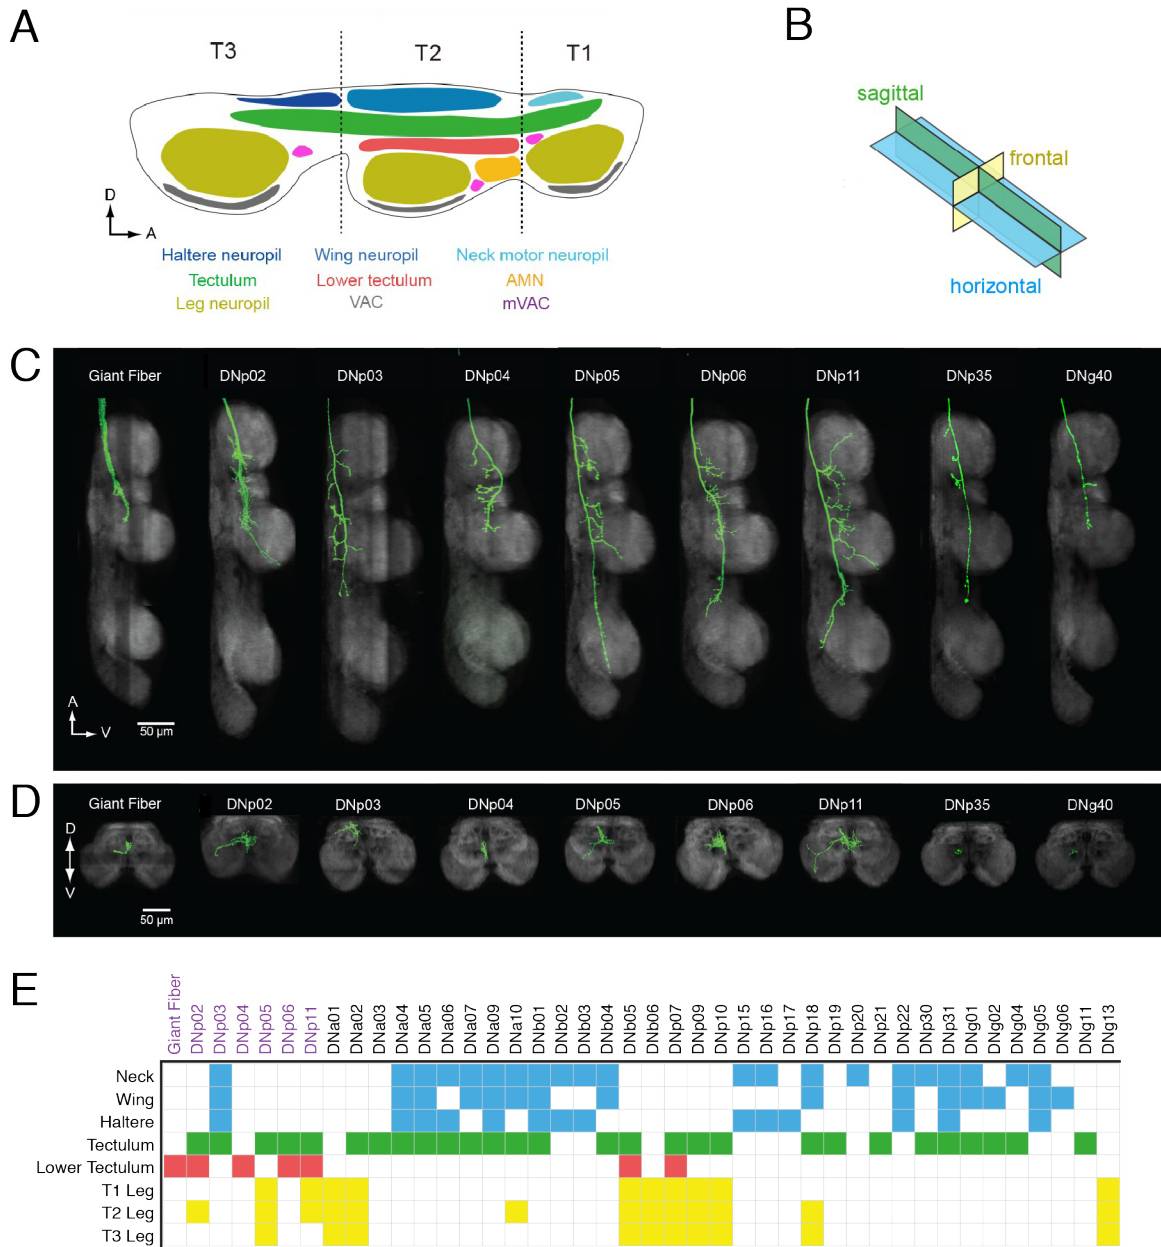 A
B
T3 T2 T1
D
A
Haltere neuropil Wing neuropil Neck motor neuropil
Tectulum Lower tectulum AMN
Leg neuropil VAC mVAC
sagittal
frontal
horizontal
C
Giant Fiber DNp02 DNp03 DNp04 DNp05 DNp06 DNp11 DNp35 DNg40
A
V
50 µm
D
Giant Fiber DNp02 DNp03 DNp04 DNp05 DNp06 DNp11 DNp35 DNg40
D
V
50 µm
E
Giant Fiber DNp02 DNp03 DNp04 DNp05 DNp06 DNp11 DNa01 DNa02 DNa03 DNa04 DNa05 DNa06 DNa07 DNa09 DNa10 DNb01 DNb02 DNb03 DNb04 DNb05 DNb06 DNp07 DNp09 DNp10 DNp15 DNp16 DNp17 DNp18 DNp19 DNp20 DNp21 DNp22 DNp30 DNp31 DNg01 DNg02 DNg04 DNg05 DNg06 DNg11 DNg13
Neck
Wing
Haltere
Tectulum
Lower Tectulum
T1 Leg
T2 Leg
T3 Leg